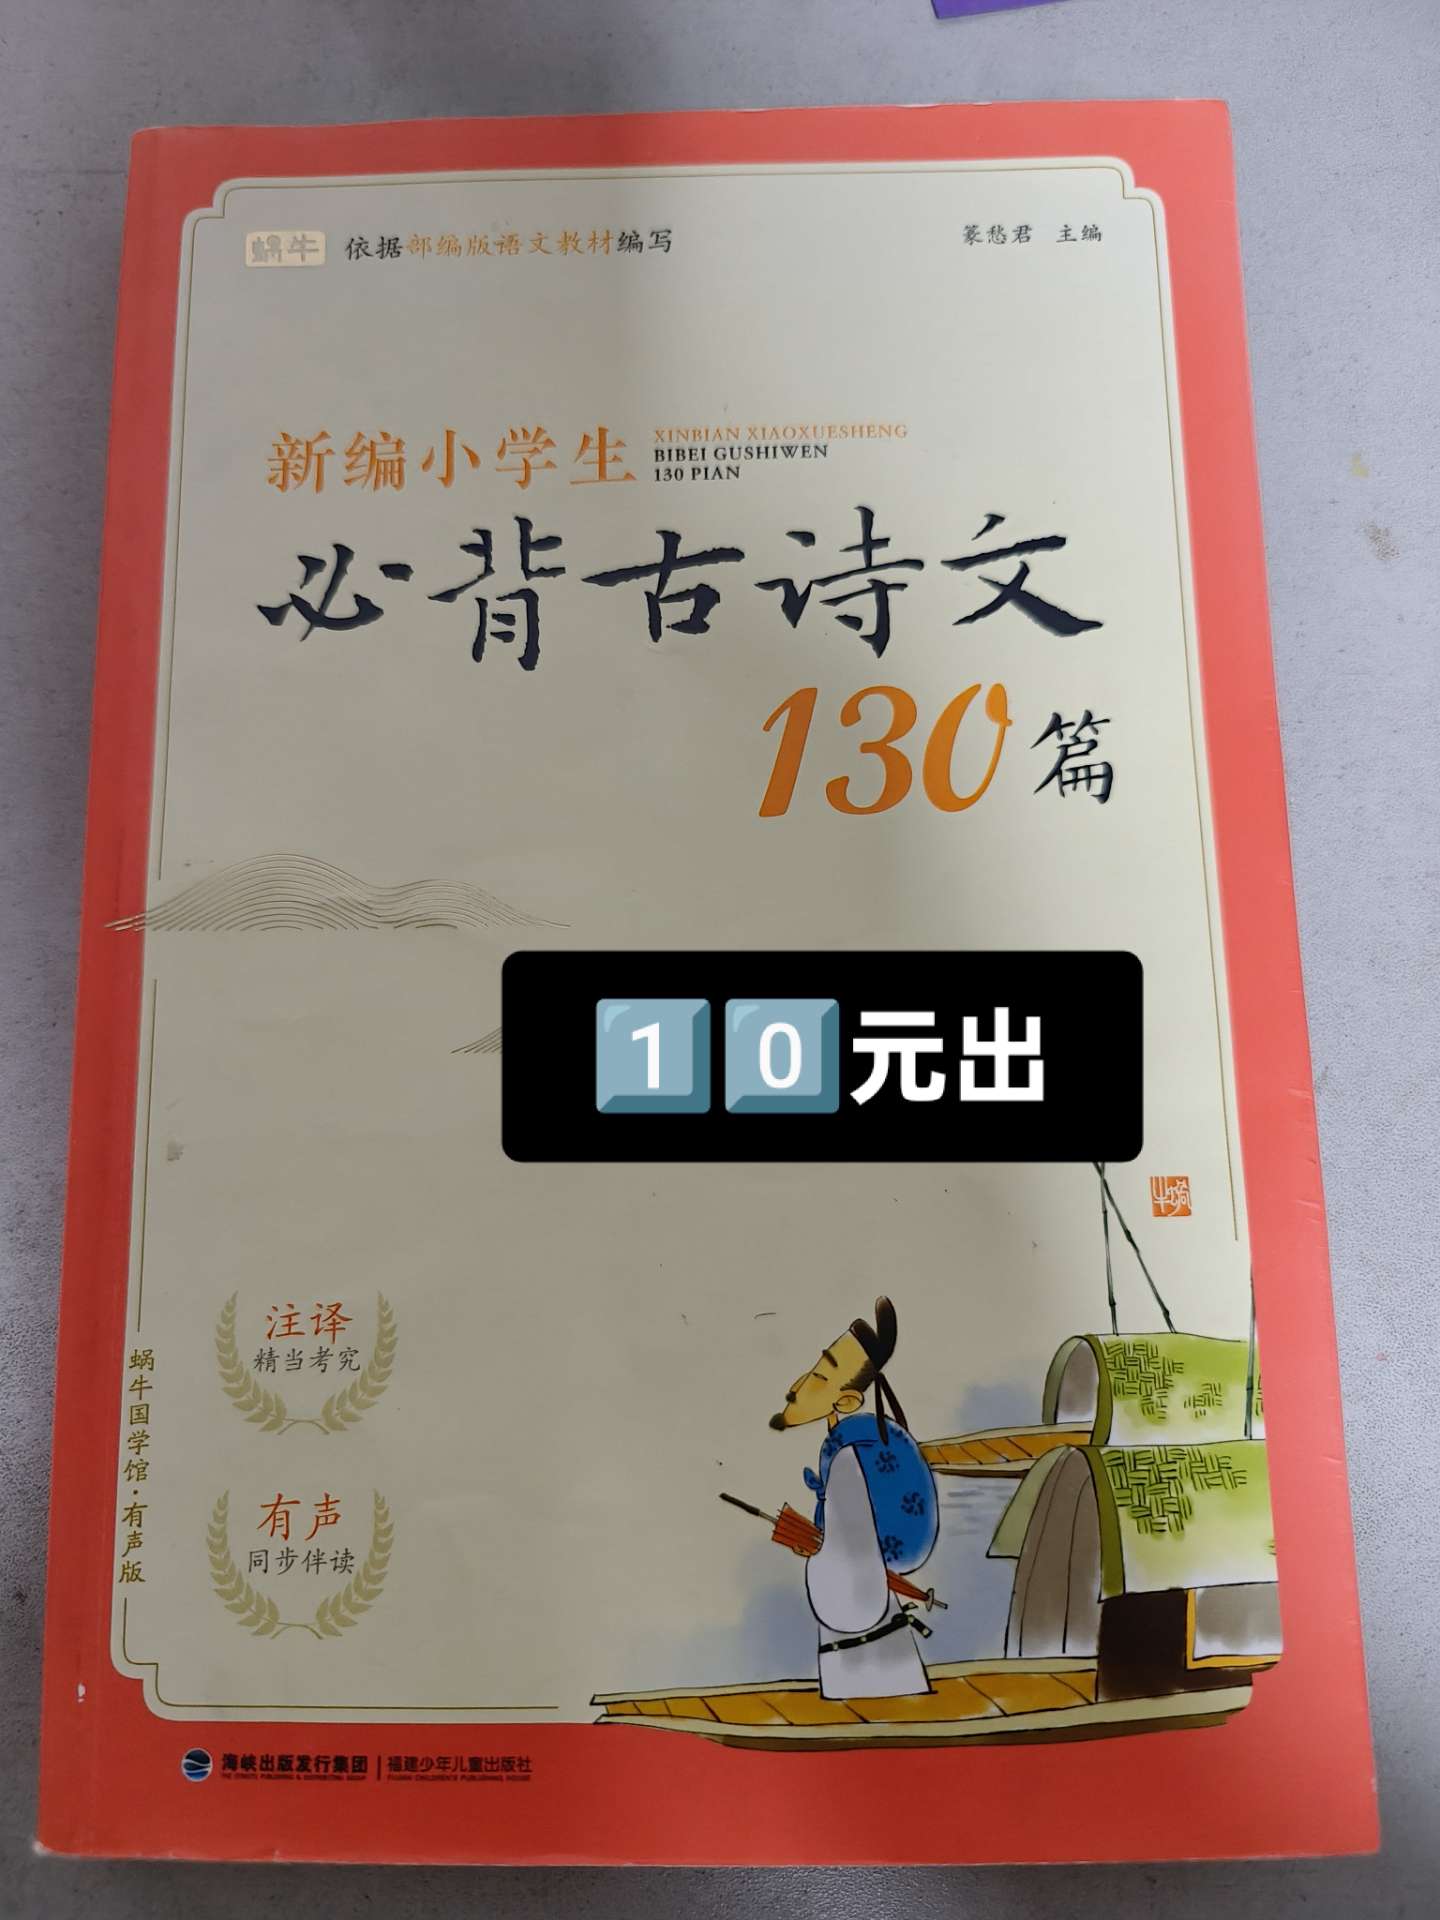 蜗牛 依据部编版语文教材编写
篆愁君 主编
新编小学生
XINBIAN XIAOXUESHENG
BIBEI GUSHIWEN
130 PIAN
必背古诗文
130篇
10元出
蜗牛
注译
精当考究
有声
同步伴读
蜗牛国学馆·有声版
海峡出版发行集团 | 福建少年儿童出版社